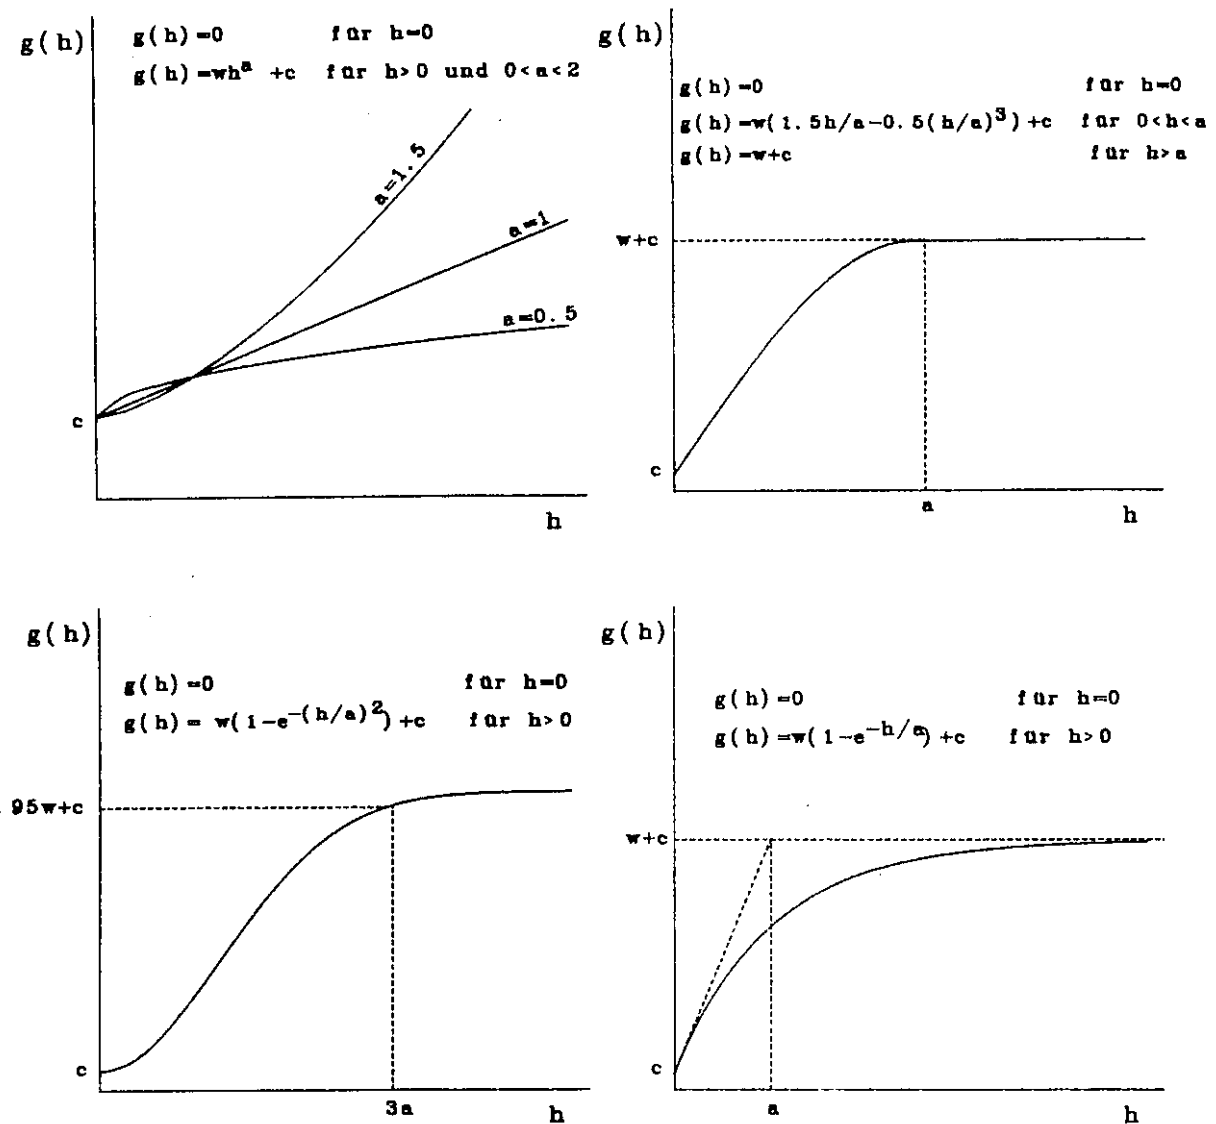 g(h)
g(h)=0 für h=0
g(h)=wh^a +c für h>0 und 0<a<2
a=1.5
a=1
a=0.5
c
h
g(h)
g(h)=0 für h=0
g(h)=w(1.5h/a-0.5(h/a)^3)+c für 0<h<a
g(h)=w+c für h>a
w+c
c
a
h
g(h)
g(h)=0 für h=0
g(h)= w(1-e^-(h/a)^2)+c für h>0
95w+c
c
3a
h
g(h)
g(h)=0 für h=0
g(h)=w(1-e^-h/a)+c für h>0
w+c
c
a
h